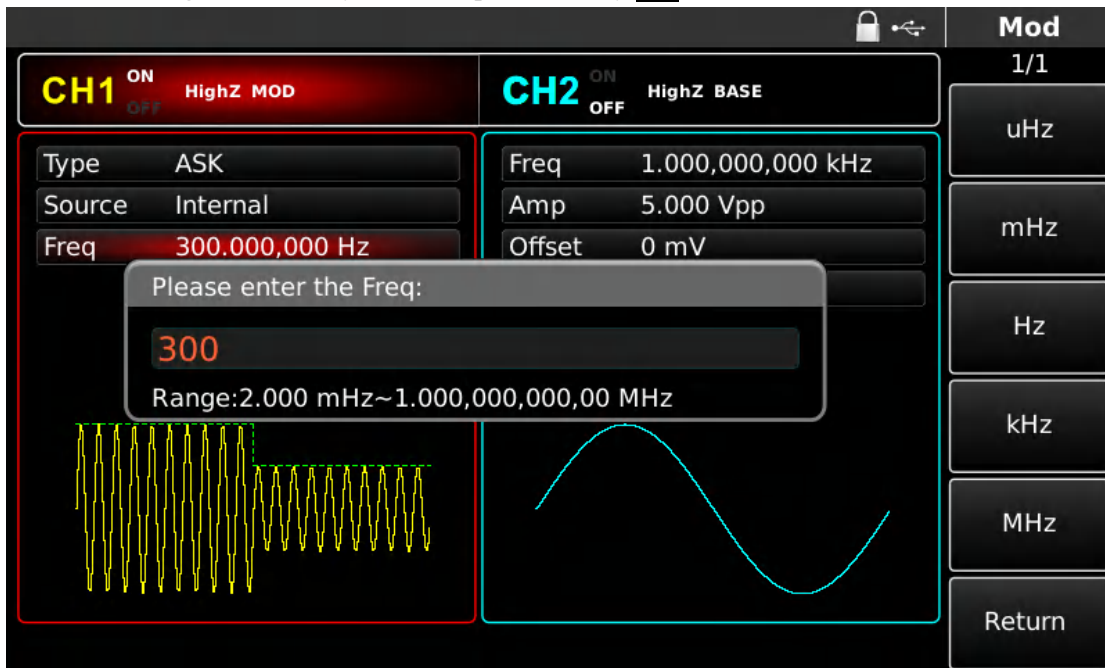 Mod
1/1
CH1 ON OFF HighZ MOD
CH2 ON OFF HighZ BASE
uHz
Type ASK
Freq 1.000,000,000 kHz
Source Internal
Amp 5.000 Vpp
mHz
Freq 300.000,000 Hz
Offset 0 mV
Please enter the Freq:
300
Range:2.000 mHz~1.000,000,000,00 MHz
Hz
kHz
MHz
Return